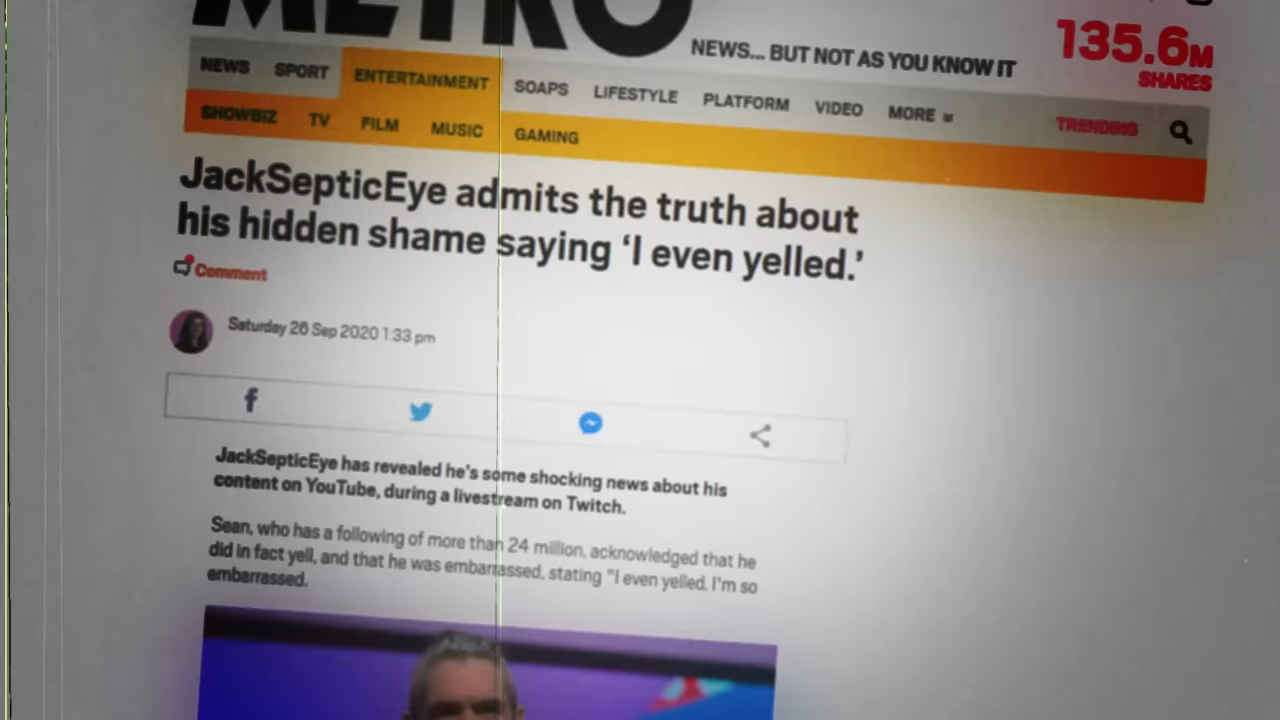 METRO
NEWS... BUT NOT AS YOU KNOW IT
135.6M
SHARES
NEWS SPORT ENTERTAINMENT SOAPS LIFESTYLE PLATFORM VIDEO MORE
TRENDING
SHOWBIZ TV FILM MUSIC GAMING
JackSepticEye admits the truth about
his hidden shame saying ‘I even yelled.’
Comment
Saturday 26 Sep 2020 1:33 pm
JackSepticEye has revealed he's some shocking news about his
content on YouTube, during a livestream on Twitch.
Sean, who has a following of more than 24 million, acknowledged that he
did in fact yell, and that he was embarrassed, stating "I even yelled, I'm so
embarrassed.